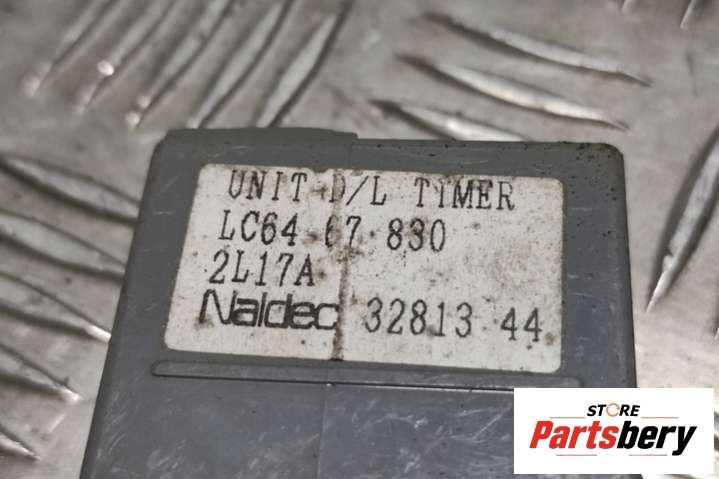 UNIT D/L TIMER
LC64 67 830
2L17A
Naldec 32813 44
STORE
Partsbery